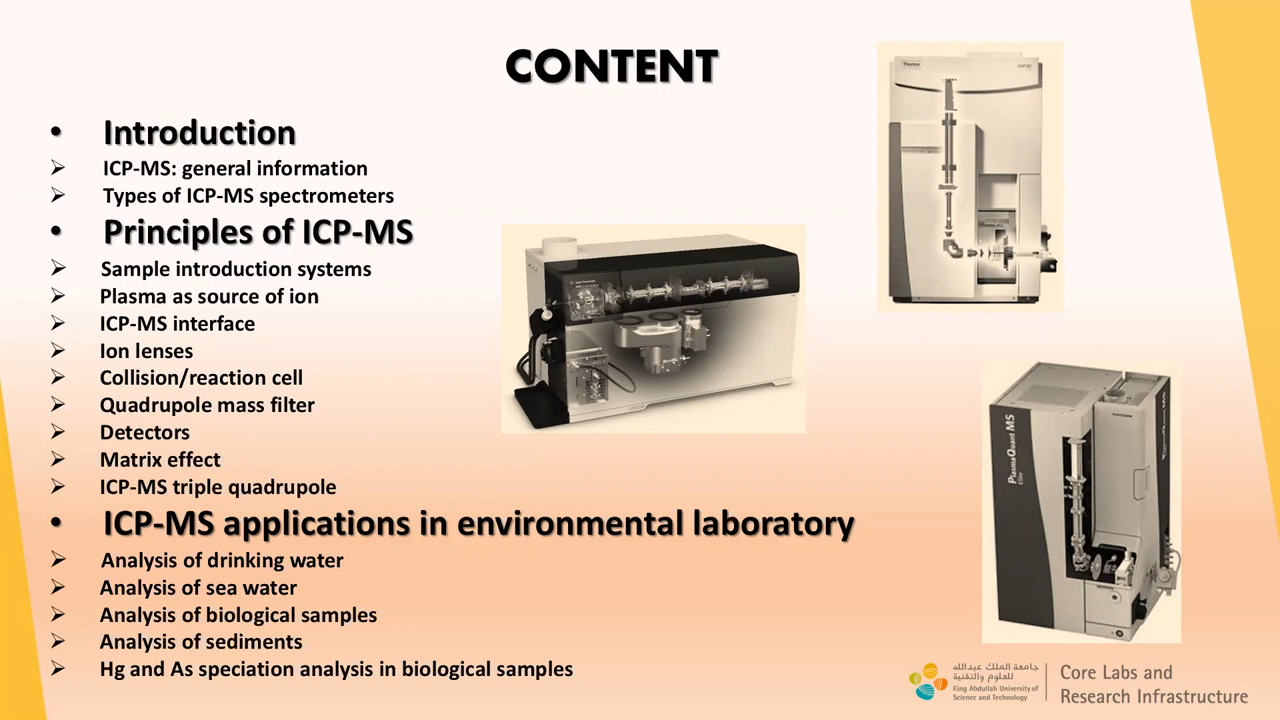 CONTENT
• Introduction
➢ ICP-MS: general information
➢ Types of ICP-MS spectrometers
• Principles of ICP-MS
➢ Sample introduction systems
➢ Plasma as source of ion
➢ ICP-MS interface
➢ Ion lenses
➢ Collision/reaction cell
➢ Quadrupole mass filter
➢ Detectors
➢ Matrix effect
➢ ICP-MS triple quadrupole
• ICP-MS applications in environmental laboratory
➢ Analysis of drinking water
➢ Analysis of sea water
➢ Analysis of biological samples
➢ Analysis of sediments
➢ Hg and As speciation analysis in biological samples
Thermo
PlasmaQuant MS
Elite
جامعة الملك عبدالله
للعلوم والتقنية
King Abdullah University of
Science and Technology
Core Labs and
Research Infrastructure